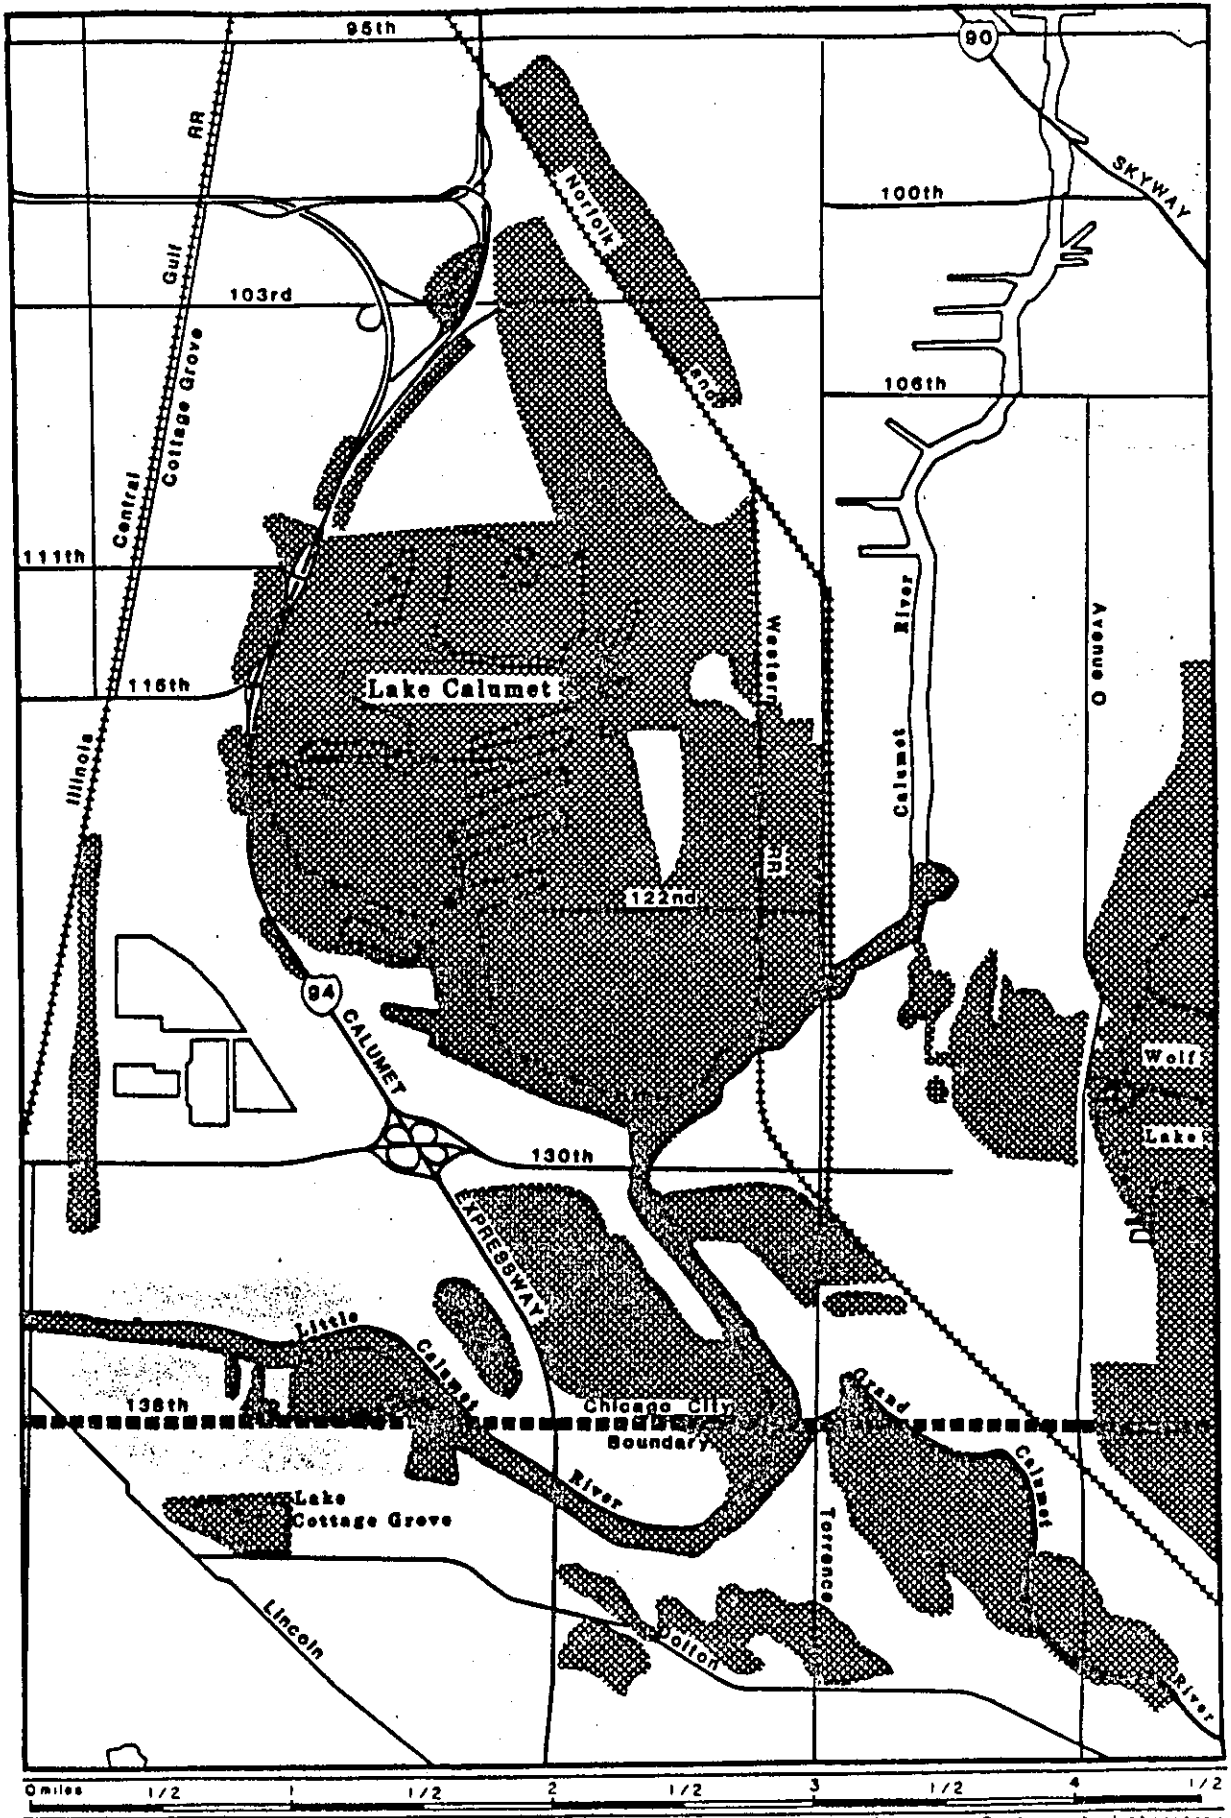 95th
90
SKYWAY
RR
Norfolk
100th
Gulf
103rd
Cottage Grove
and
106th
Central
111th
River
Avenue O
Western
115th
Lake Calumet
Illinois
Calumet
RR
122nd
94
CALUMET
Wolf
Lake
130th
EXPRESSWAY
Little
Calumet
Grand
138th
Chicago City
Boundary
Calumet
River
Lake
Cottage Grove
Torrence
Lincoln
Dolton
River
0 miles 1/2 1 1/2 2 1/2 3 1/2 4 1/2